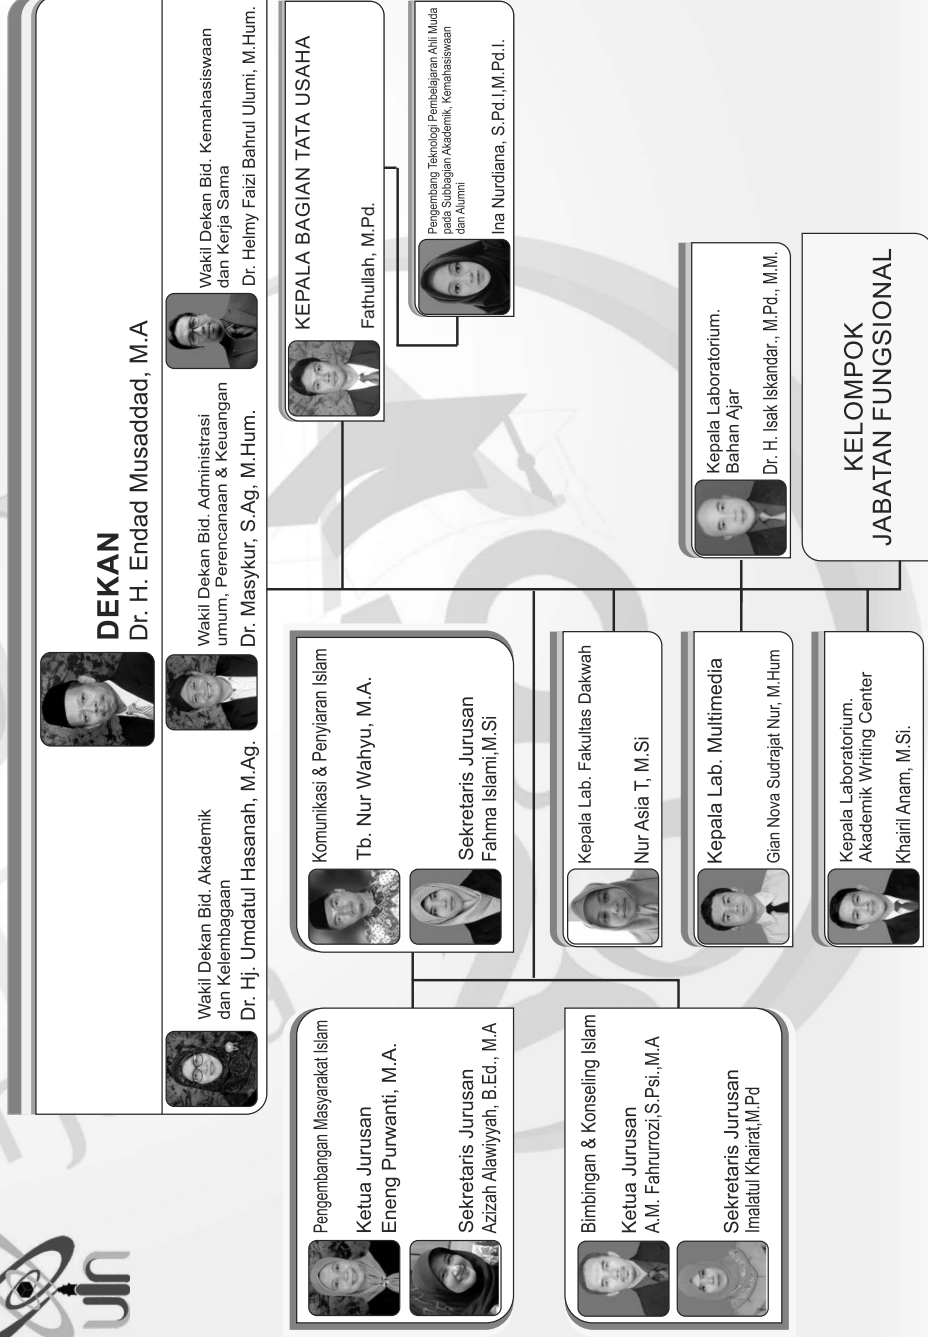 UIN
DEKAN
Dr. H. Endad Musaddad, M.A
Wakil Dekan Bid. Akademik
dan Kelembagaan
Dr. Hj. Umdatul Hasanah, M.Ag.
Wakil Dekan Bid. Administrasi
umum, Perencanaan & Keuangan
Dr. Masykur, S.Ag, M.Hum.
Wakil Dekan Bid. Kemahasiswaan
dan Kerja Sama
Dr. Helmy Faizi Bahrul Ulumi, M.Hum.
KEPALA BAGIAN TATA USAHA
Fathullah, M.Pd.
Pengembang Teknologi Pembelajaran Ahli Muda
pada Subbagian Akademik, Kemahasiswaan
dan Alumni
Ina Nurdiana, S.Pd.I,M.Pd.I.
Pengembangan Masyarakat Islam
Ketua Jurusan
Eneng Purwanti, M.A.
Sekretaris Jurusan
Azizah Alawiyyah, B.Ed., M.A
Komunikasi & Penyiaran Islam
Tb. Nur Wahyu, M.A.
Sekretaris Jurusan
Fahma Islami,M.Si
Bimbingan & Konseling Islam
Ketua Jurusan
A.M. Fahrurrozi,S.Psi.,M.A
Sekretaris Jurusan
Imalatul Khairat,M.Pd
Kepala Lab. Fakultas Dakwah
Nur Asia T, M.Si
Kepala Lab. Multimedia
Gian Nova Sudrajat Nur, M.Hum
Kepala Laboratorium.
Bahan Ajar
Dr. H. Isak Iskandar., M.Pd., M.M.
Kepala Laboratorium.
Akademik Writing Center
Khairil Anam, M.Si.
KELOMPOK
JABATAN FUNGSIONAL